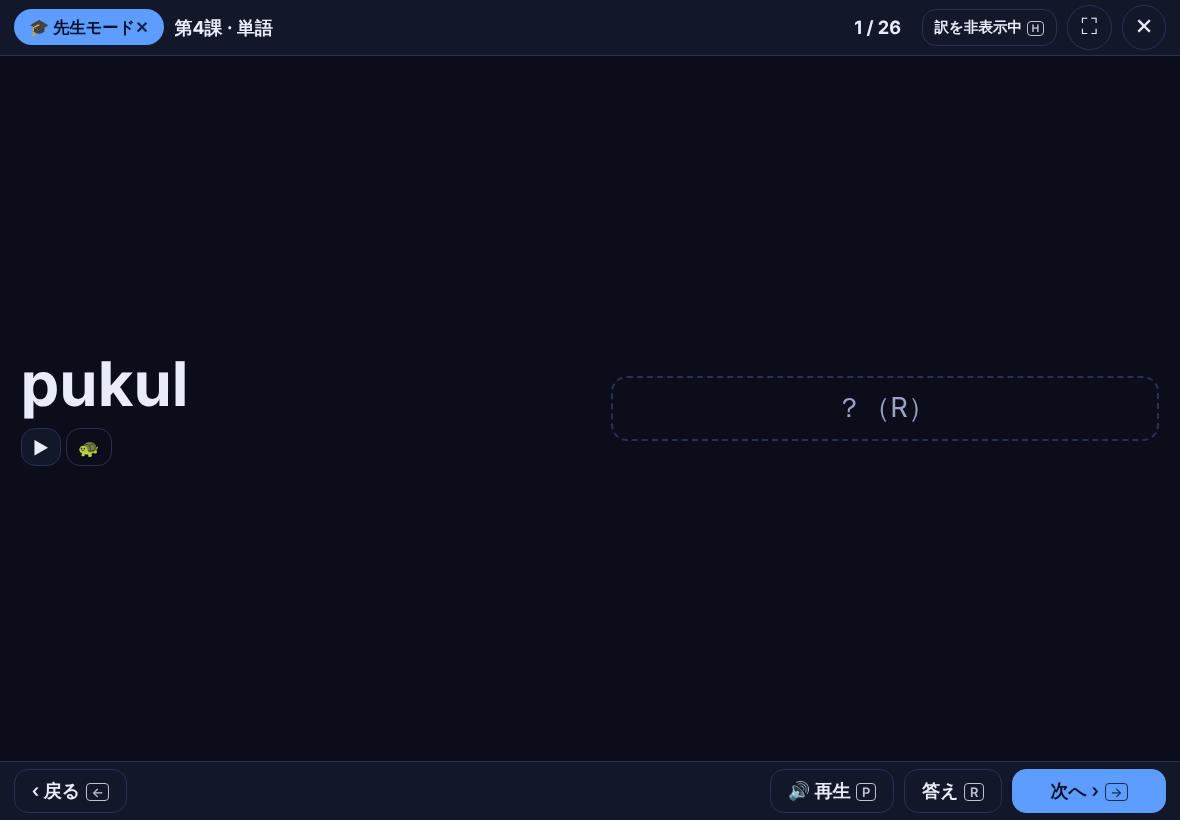 🎓 先生モード✕ 第4課 · 単語 1 / 26 訳を非表示中 H ⛶ ✕
pukul
▶ 🐢
？（R）
‹ 戻る ← 🔊 再生 P 答え R 次へ › →